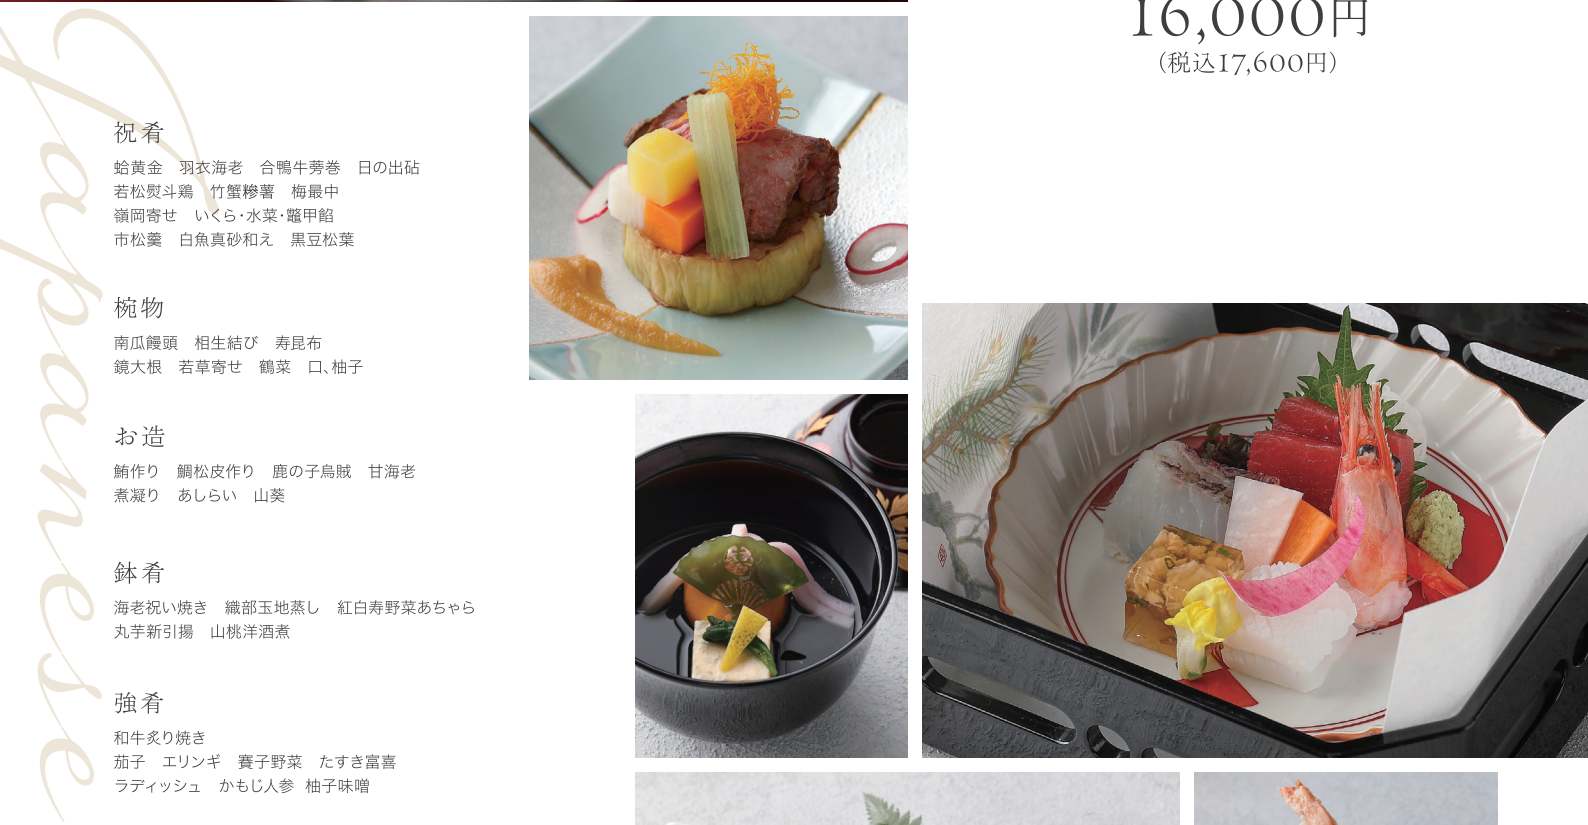 Japanese
祝肴
蛤黄金　羽衣海老　合鴨牛蒡巻　日の出砧
若松熨斗鶏　竹蟹糝薯　梅最中
嶺岡寄せ　いくら・水菜・鼈甲餡
市松羹　白魚真砂和え　黒豆松葉
椀物
南瓜饅頭　相生結び　寿昆布
鏡大根　若草寄せ　鶴菜　口、柚子
お造
鮪作り　鯛松皮作り　鹿の子烏賊　甘海老
煮凝り　あしらい　山葵
鉢肴
海老祝い焼き　織部玉地蒸し　紅白寿野菜あちゃら
丸芋新引揚　山桃洋酒煮
強肴
和牛炙り焼き
茄子　エリンギ　賽子野菜　たすき富喜
ラディッシュ　かもじ人参　柚子味噌
16,000円
（税込17,600円）